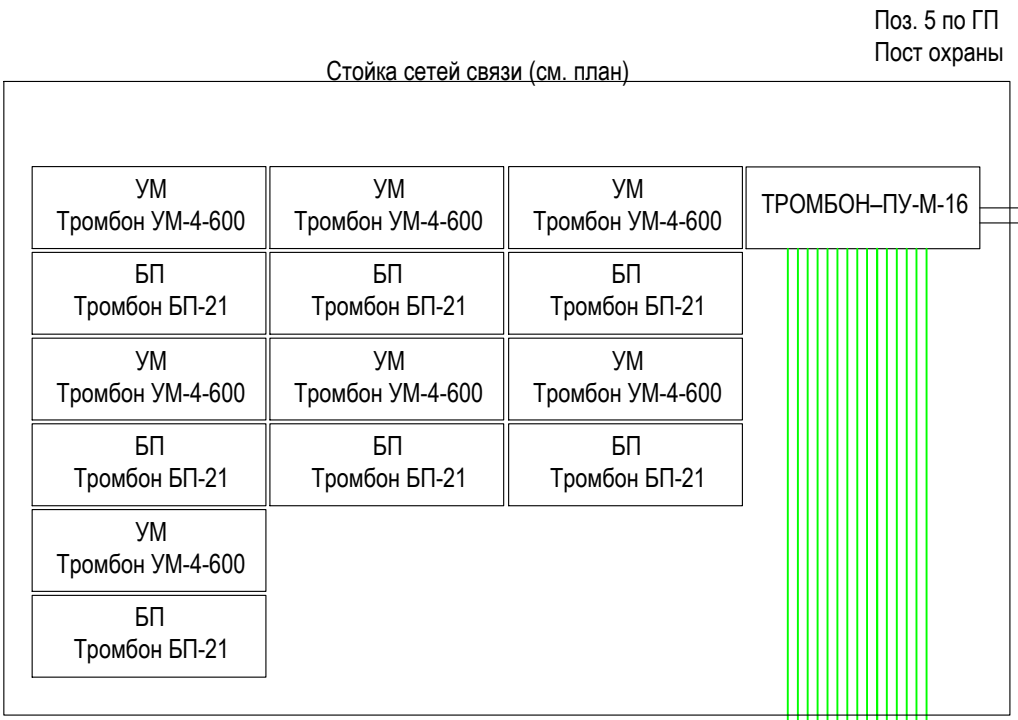 Поз. 5 по ГП
Пост охраны
Стойка сетей связи (см. план)
УМ
Тромбон УМ-4-600
УМ
Тромбон УМ-4-600
УМ
Тромбон УМ-4-600
ТРОМБОН–ПУ-М-16
БП
Тромбон БП-21
БП
Тромбон БП-21
БП
Тромбон БП-21
УМ
Тромбон УМ-4-600
УМ
Тромбон УМ-4-600
УМ
Тромбон УМ-4-600
БП
Тромбон БП-21
БП
Тромбон БП-21
БП
Тромбон БП-21
УМ
Тромбон УМ-4-600
БП
Тромбон БП-21